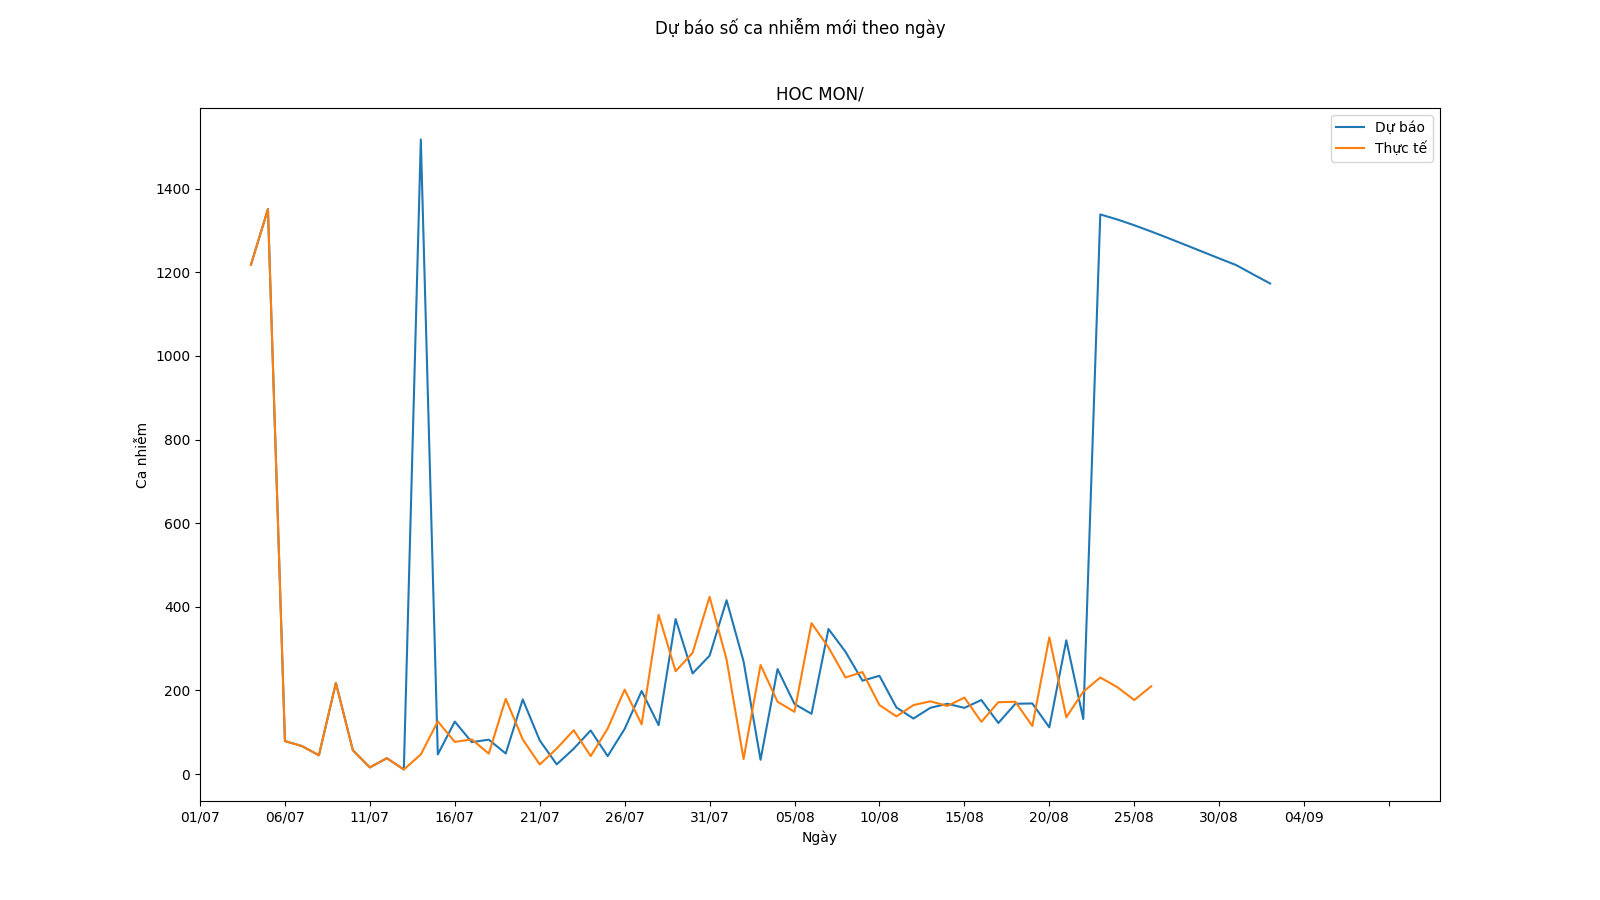 Dự báo số ca nhiễm mới theo ngày
HOC MON/
Dự báo
Thực tế
1400
1200
1000
800
600
400
200
0
Ca nhiễm
01/07 06/07 11/07 16/07 21/07 26/07 31/07 05/08 10/08 15/08 20/08 25/08 30/08 04/09
Ngày